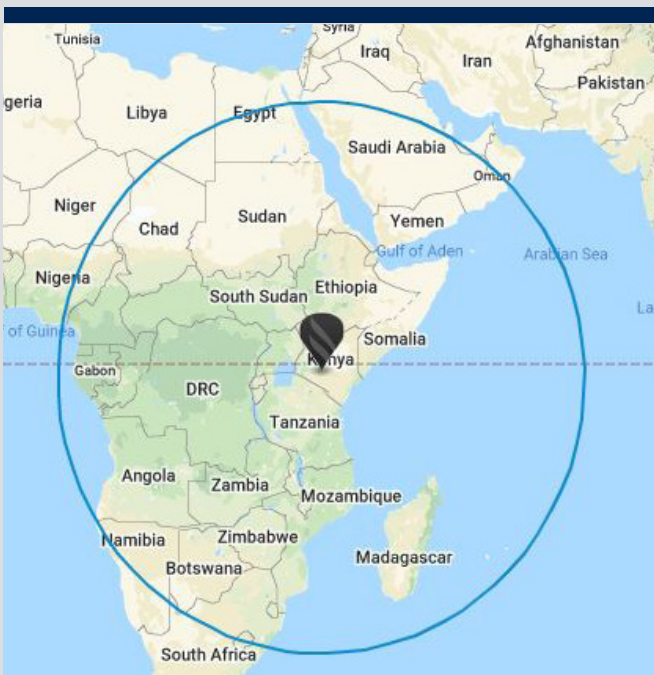 Tunisia
Syria
Iraq
Iran
Afghanistan
Pakistan
geria
Libya
Egypt
Saudi Arabia
Oman
Niger
Chad
Sudan
Yemen
Gulf of Aden
Arabian Sea
Nigeria
South Sudan
Ethiopia
La
of Guinea
Kenya
Somalia
Gabon
DRC
Tanzania
Angola
Zambia
Mozambique
Namibia
Zimbabwe
Botswana
Madagascar
South Africa